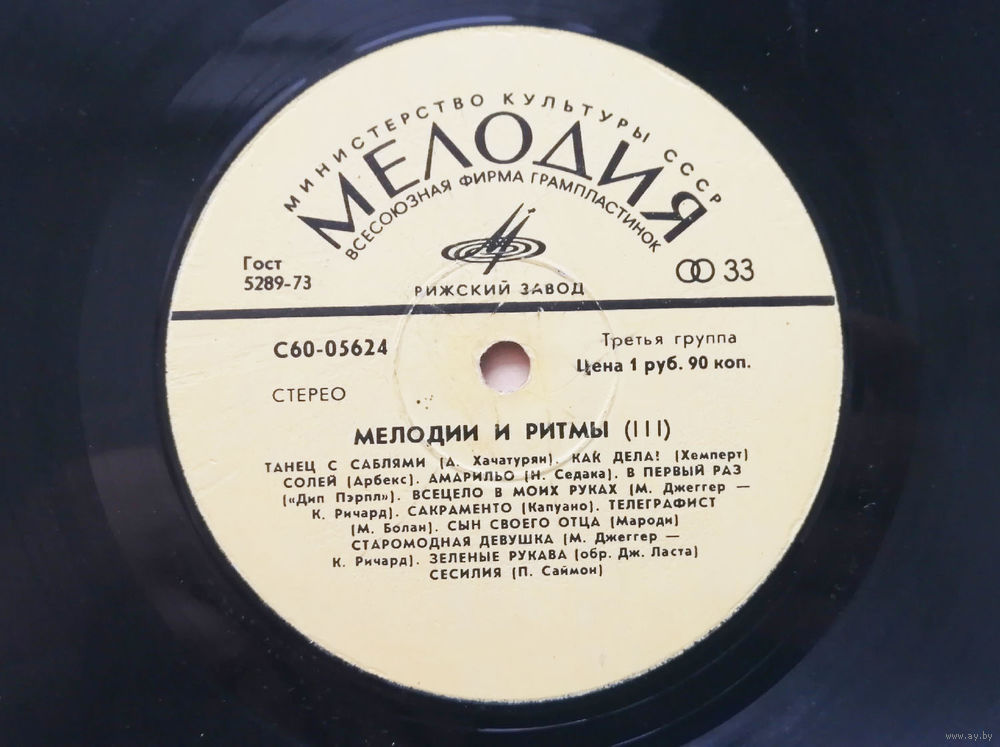 МИНИСТЕРСТВО КУЛЬТУРЫ СССР
МЕЛОДИЯ
ВСЕСОЮЗНАЯ ФИРМА ГРАМПЛАСТИНОК
РИЖСКИЙ ЗАВОД
Гост
5289-73
33
С60-05624
Третья группа
Цена 1 руб. 90 коп.
СТЕРЕО
МЕЛОДИИ И РИТМЫ (III)
ТАНЕЦ С САБЛЯМИ (А. Хачатурян). КАК ДЕЛА! (Хемперт)
СОЛЕЙ (Арбекс). АМАРИЛЬО (Н. Седака). В ПЕРВЫЙ РАЗ
(«Дип Пэрпл»). ВСЕЦЕЛО В МОИХ РУКАХ (М. Джеггер —
К. Ричард). САКРАМЕНТО (Капуано). ТЕЛЕГРАФИСТ
(М. Болан). СЫН СВОЕГО ОТЦА (Мароди)
СТАРОМОДНАЯ ДЕВУШКА (М. Джеггер —
К. Ричард). ЗЕЛЕНЫЕ РУКАВА (обр. Дж. Ласта)
СЕСИЛИЯ (П. Саймон)
www.ay.by